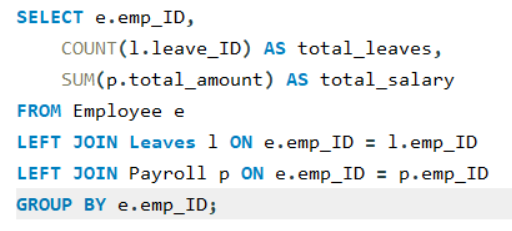 SELECT e.emp_ID,
    COUNT(l.leave_ID) AS total_leaves,
    SUM(p.total_amount) AS total_salary
FROM Employee e
LEFT JOIN Leaves l ON e.emp_ID = l.emp_ID
LEFT JOIN Payroll p ON e.emp_ID = p.emp_ID
GROUP BY e.emp_ID;